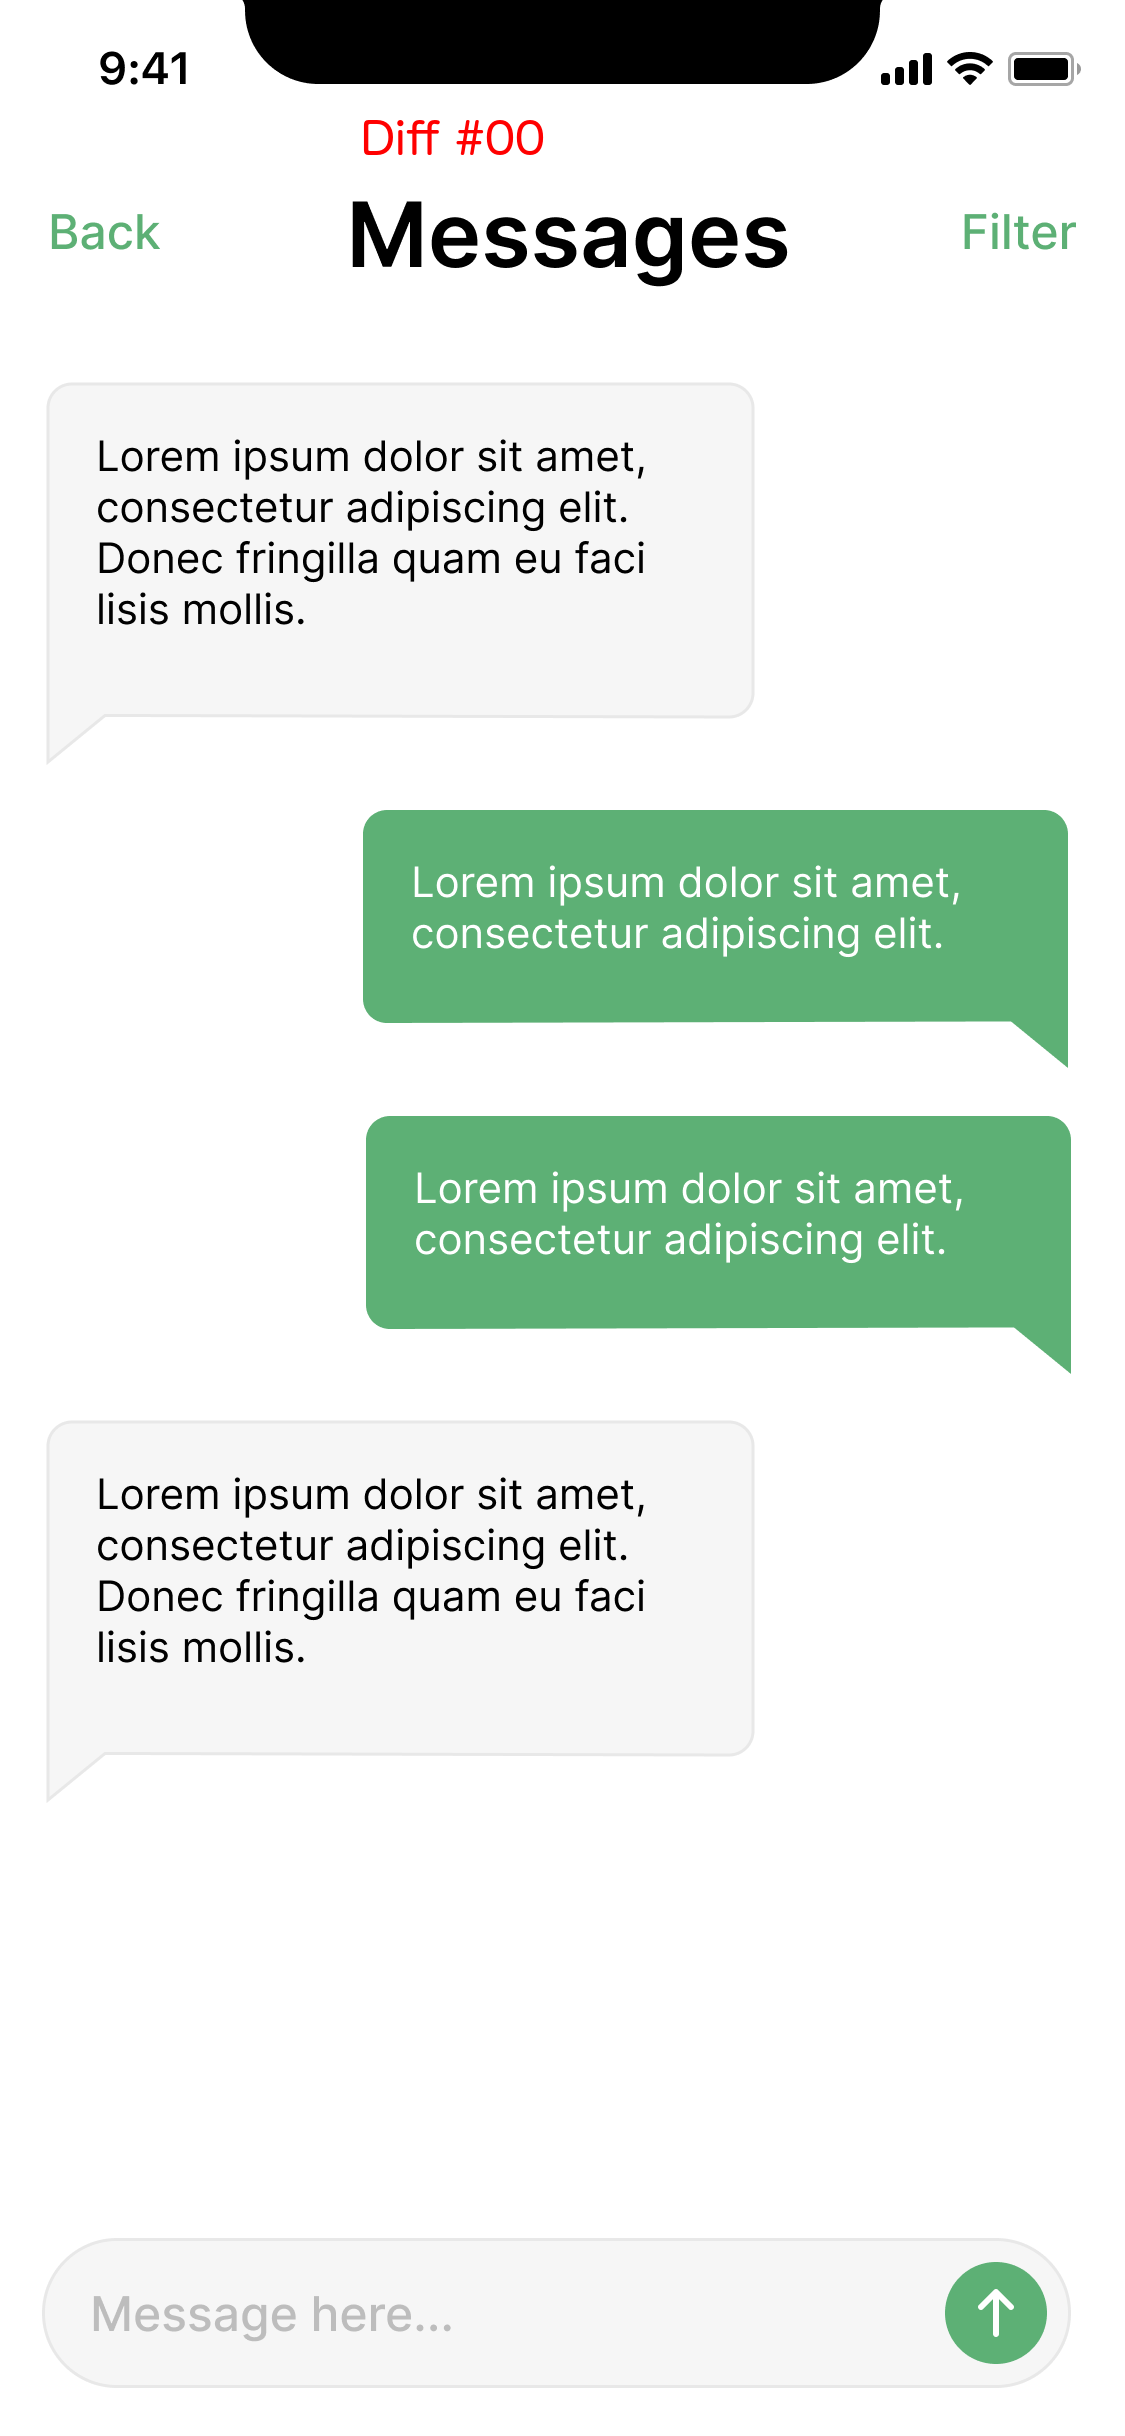 9:41
Diff #00
Back
Messages
Filter
Lorem ipsum dolor sit amet,
consectetur adipiscing elit.
Donec fringilla quam eu faci
lisis mollis.
Lorem ipsum dolor sit amet,
consectetur adipiscing elit.
Lorem ipsum dolor sit amet,
consectetur adipiscing elit.
Lorem ipsum dolor sit amet,
consectetur adipiscing elit.
Donec fringilla quam eu faci
lisis mollis.
Message here...